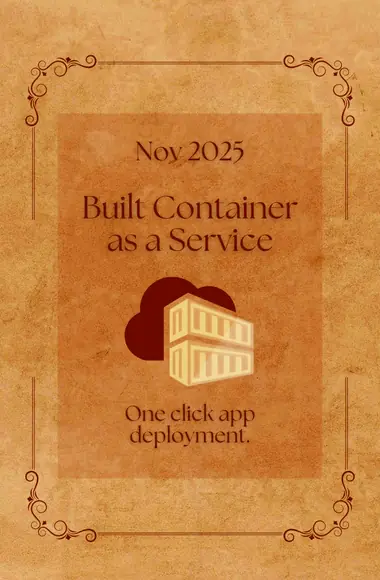 Nov 2025
Built Container
as a Service
One click app
deployment.